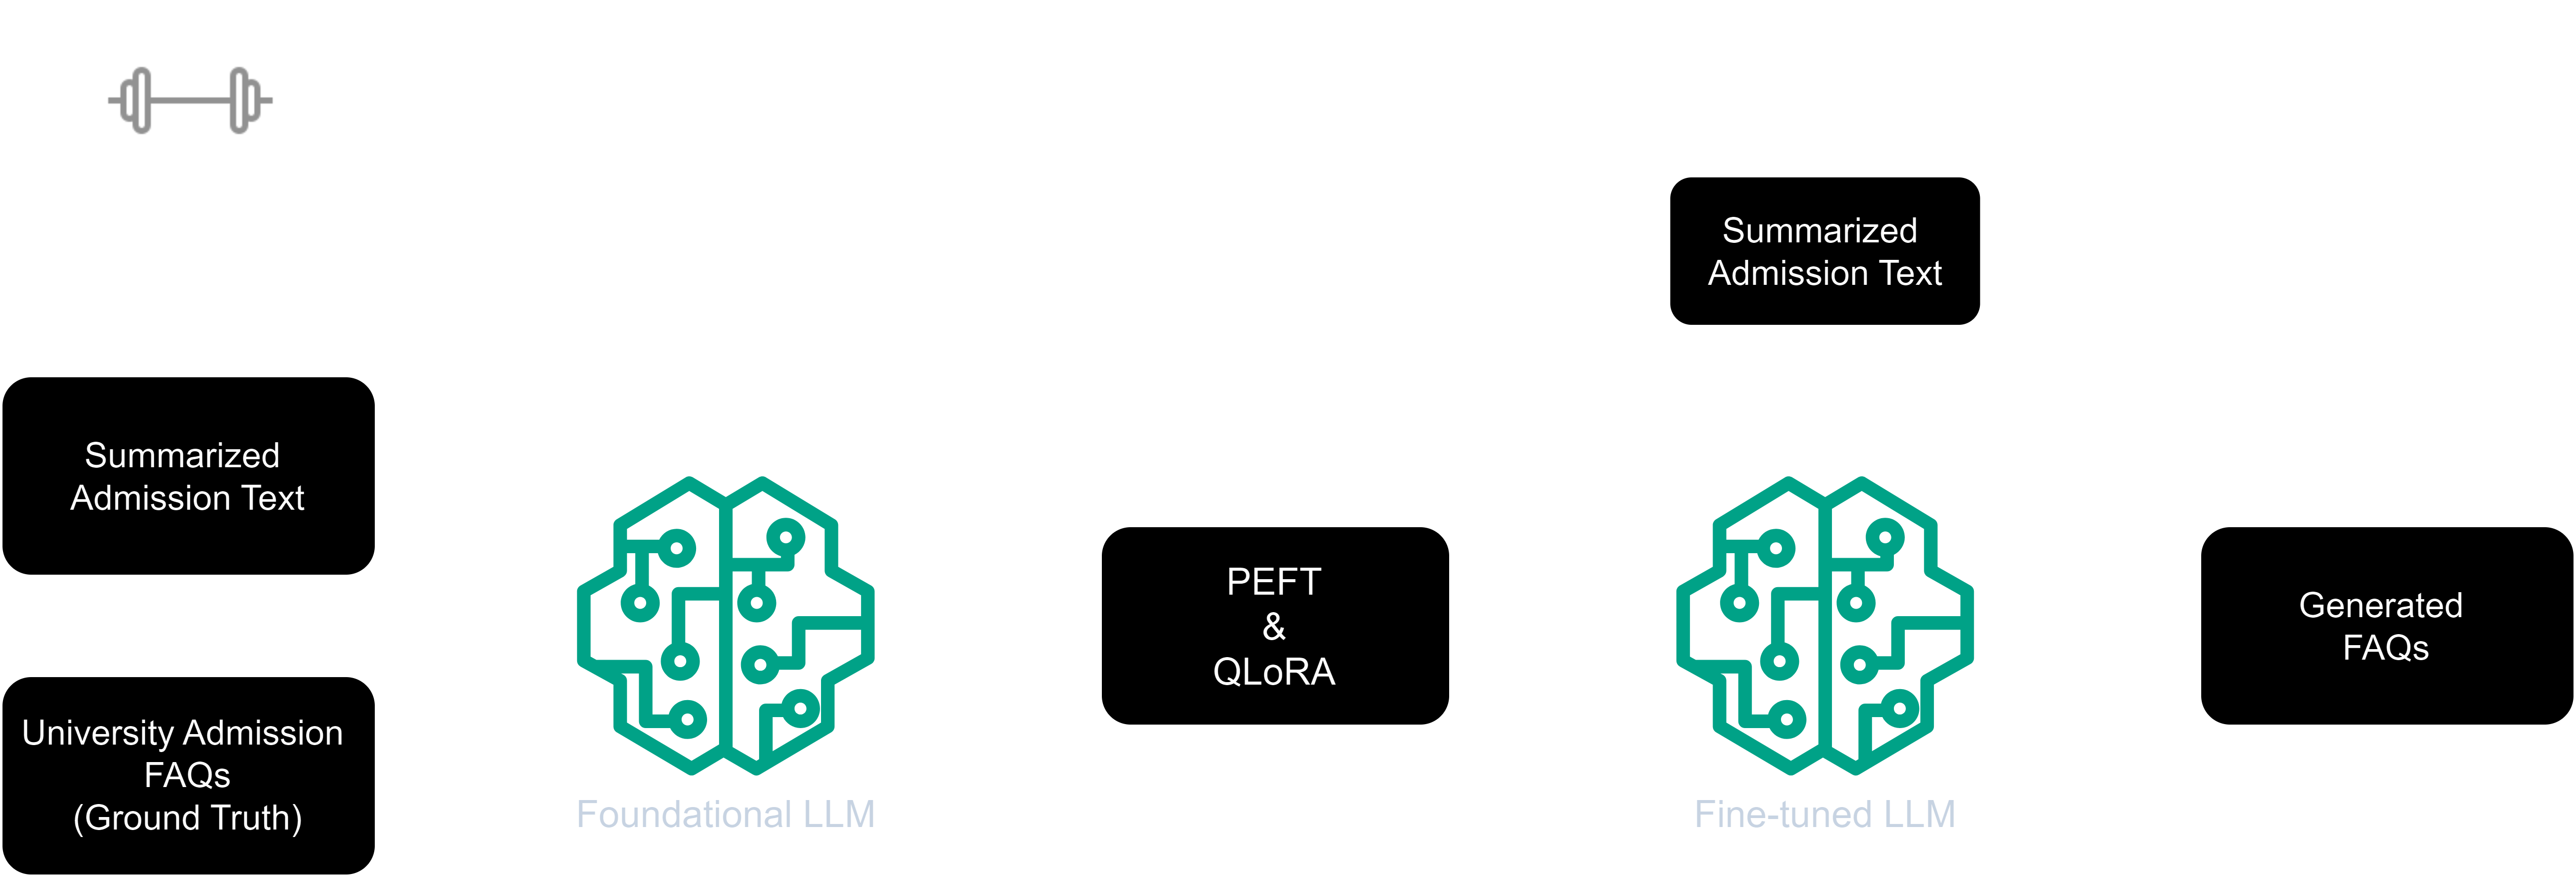 Summarized
Admission Text
University Admission
FAQs
(Ground Truth)
Foundational LLM
PEFT
&
QLoRA
Summarized
Admission Text
Fine-tuned LLM
Generated
FAQs